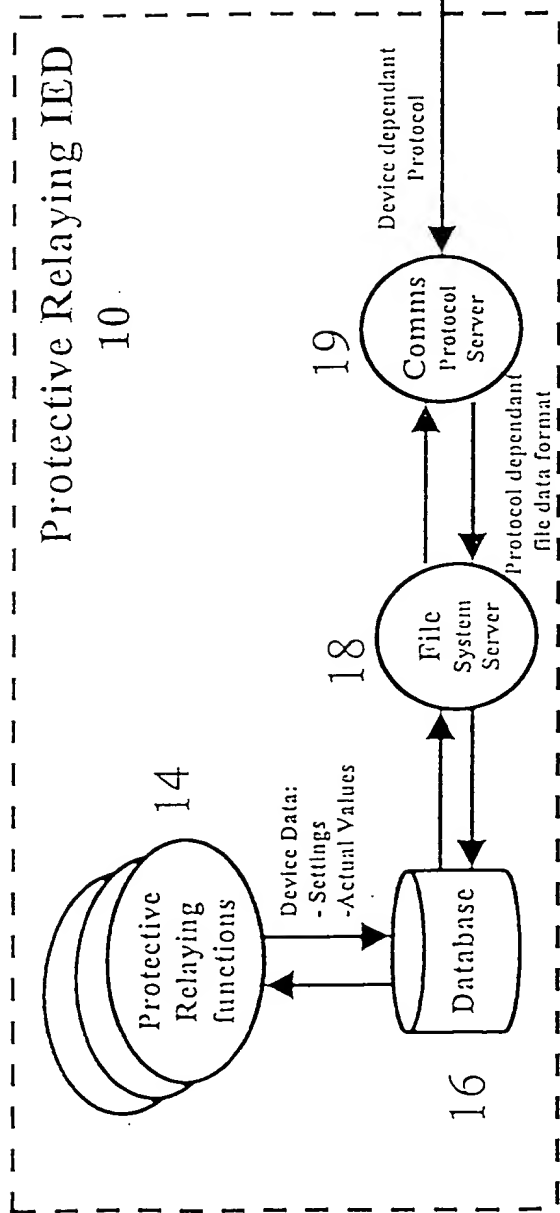 Protective Relaying IED
10
14
Protective
Relaying
functions
Device Data:
- Settings
-Actual Values
16
Database
18
File
System
Server
Protocol dependant
file data format
19
Comms
Protocol
Server
Device dependant
Protocol